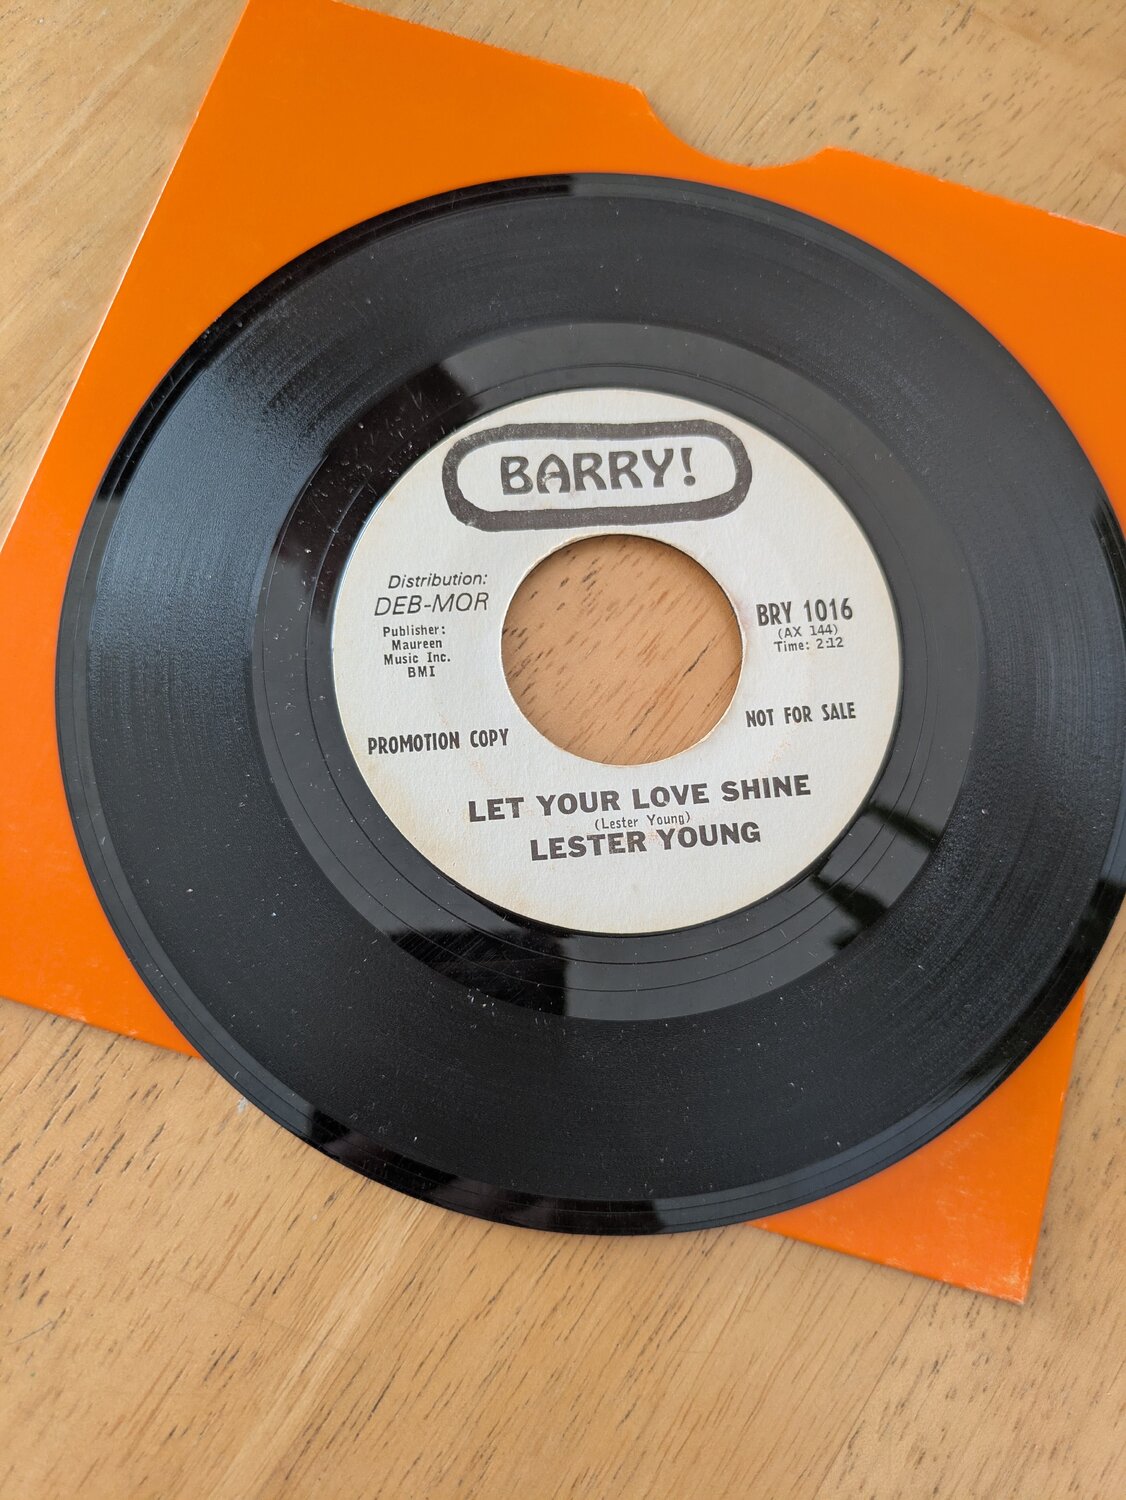 BARRY!
Distribution:
DEB-MOR
Publisher:
Maureen
Music Inc.
BMI
BRY 1016
(AX 144)
Time: 2:12
PROMOTION COPY
NOT FOR SALE
LET YOUR LOVE SHINE
(Lester Young)
LESTER YOUNG